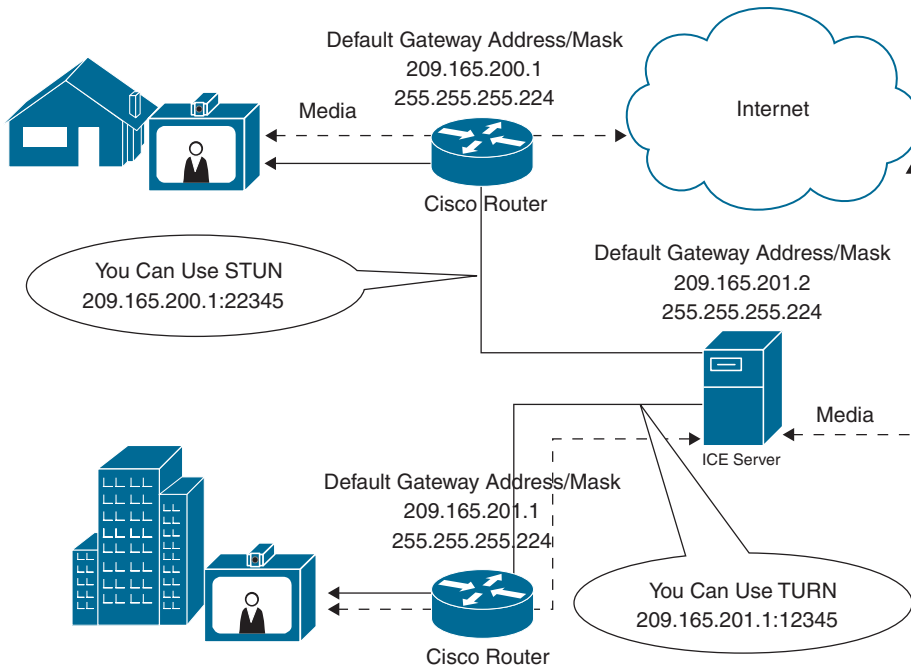 Default Gateway Address/Mask
209.165.200.1
255.255.255.224
Media
Internet
Cisco Router
You Can Use STUN
209.165.200.1:22345
Default Gateway Address/Mask
209.165.201.2
255.255.255.224
Media
ICE Server
Default Gateway Address/Mask
209.165.201.1
255.255.255.224
You Can Use TURN
209.165.201.1:12345
Cisco Router